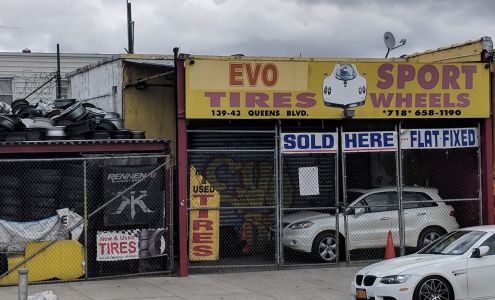 EVO SPORT
TIRES WHEELS
139-43 QUEENS BLVD.
718* 658-1190
SOLD HERE FLAT FIXED
RENNEN
& USED
TIRES
New & Used
TIRES